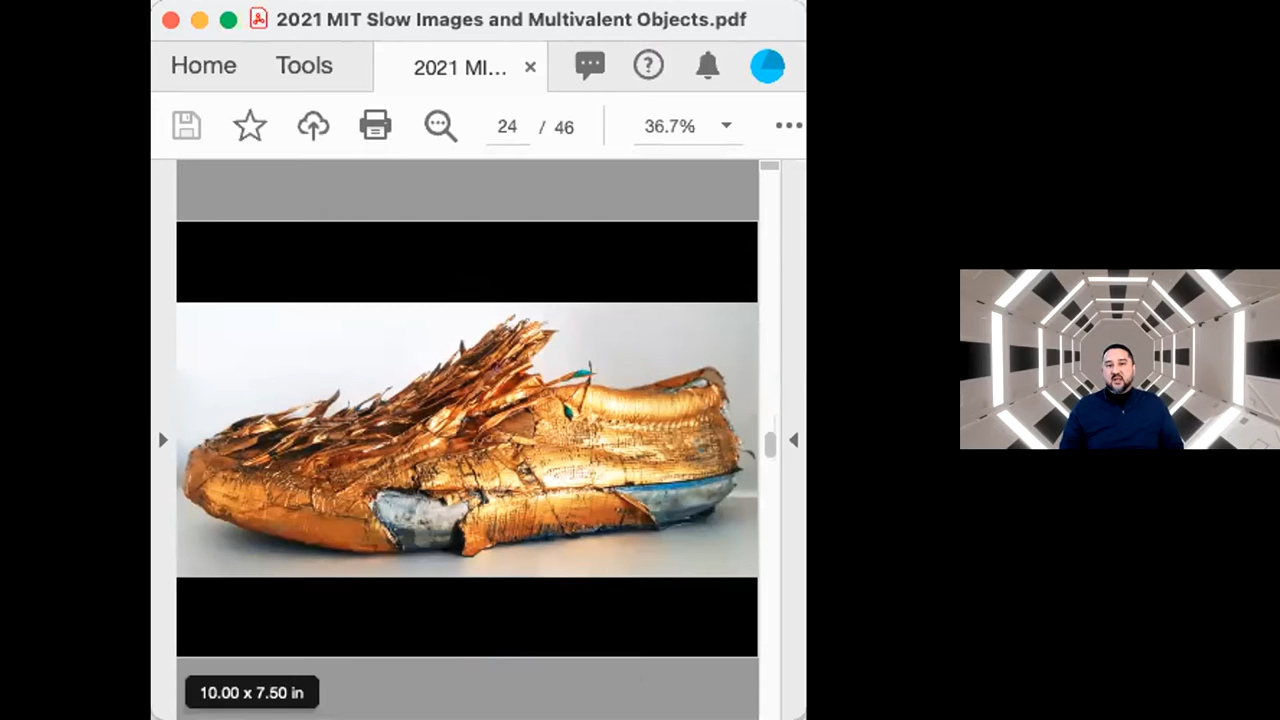 2021 MIT Slow Images and Multivalent Objects.pdf
Home Tools 2021 MI...
24 / 46 36.7%
10.00 x 7.50 in